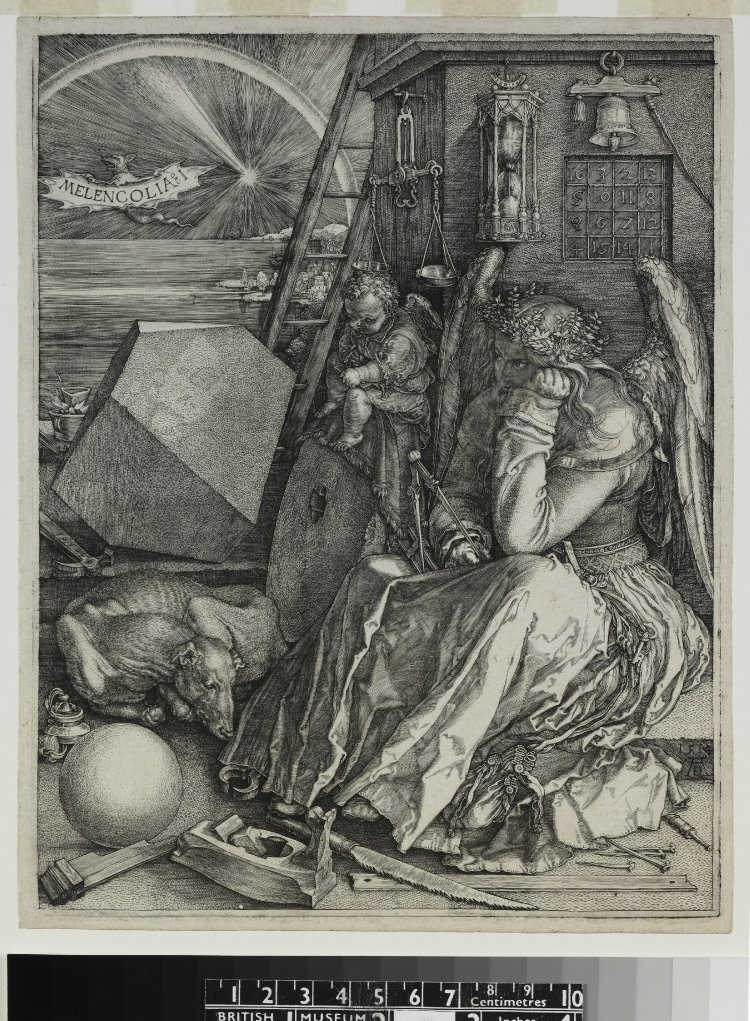 MELENCOLIA § I
16 3 2 13
5 10 11 8
9 6 7 12
4 15 14 1
1 2 3 4 5 6 7 8 9 10
Centimetres
BRITISH MUSEUM
Inches